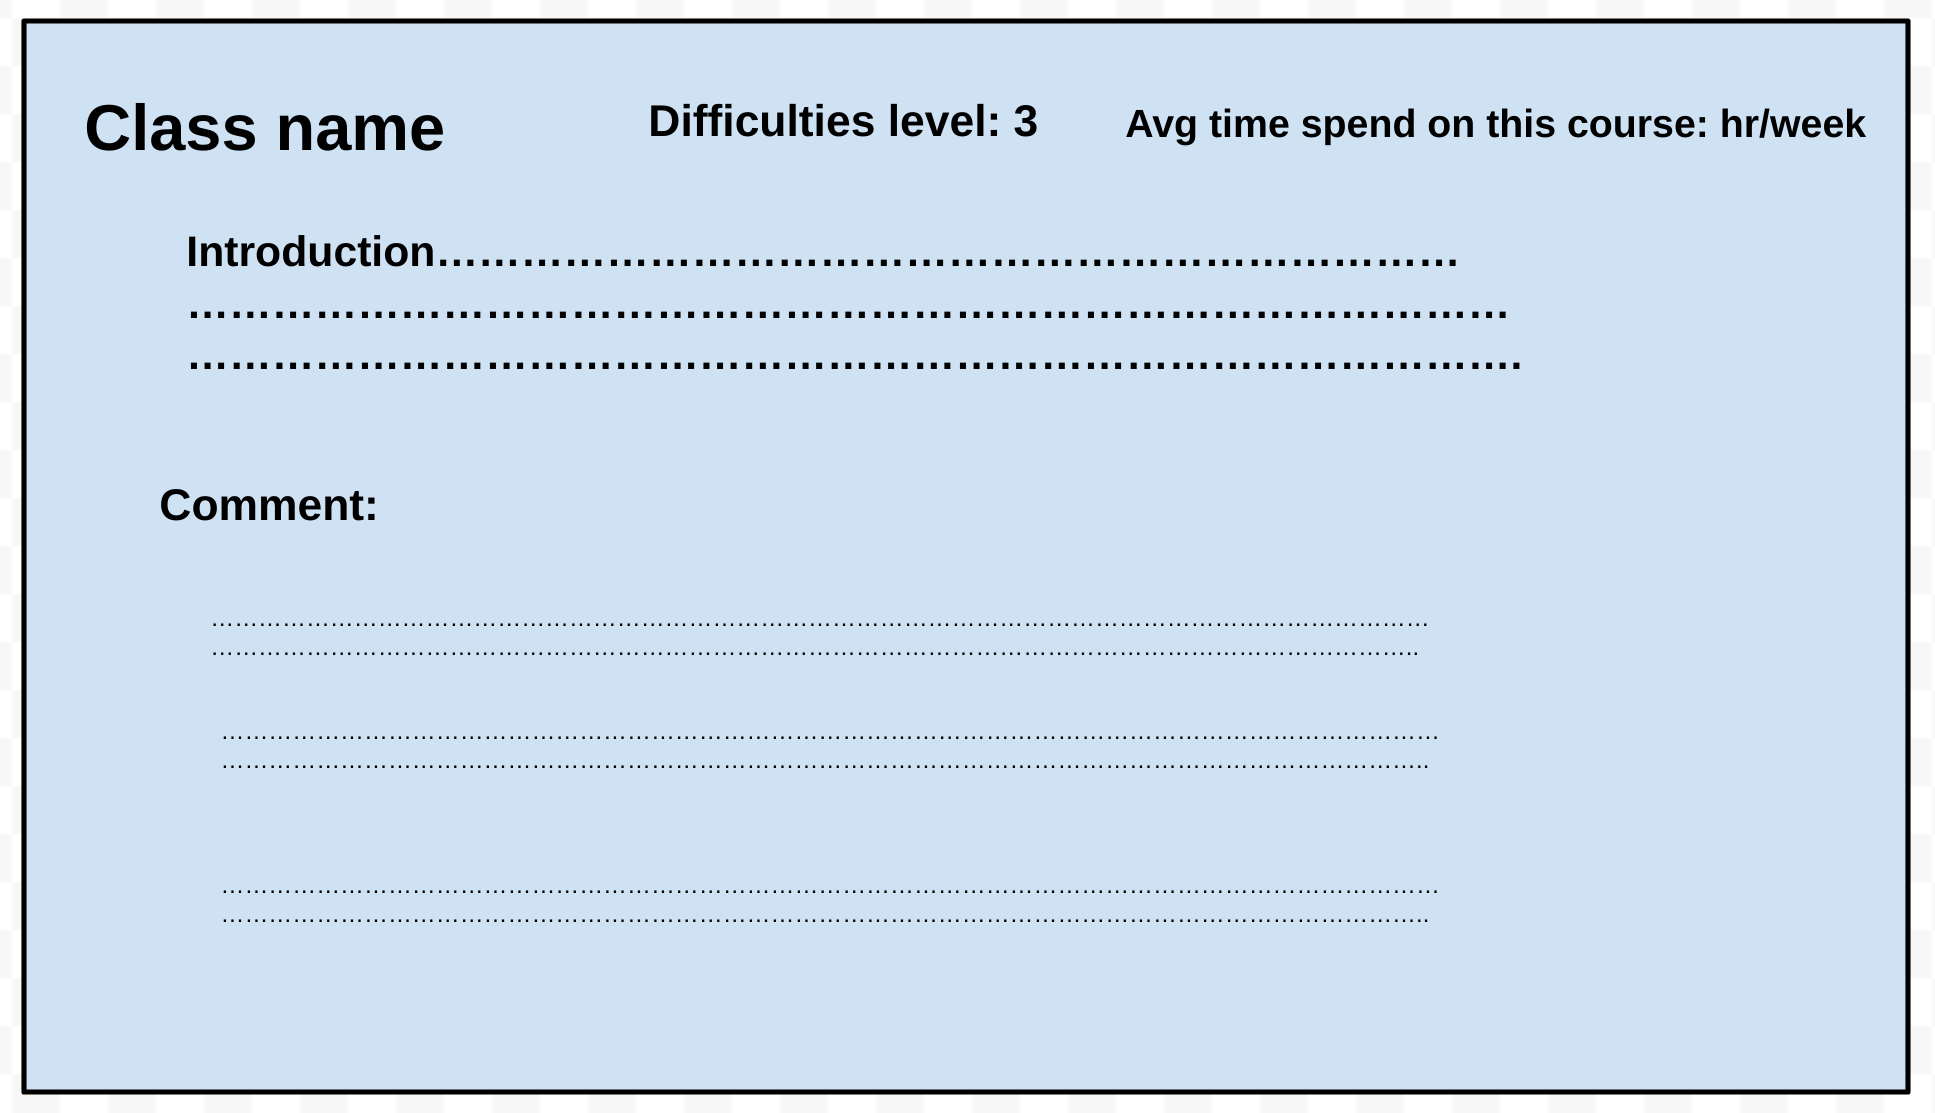 Class name Difficulties level: 3 Avg time spend on this course: hr/week
Introduction………………………………………………………………
…………………………………………………………………………………
………………………………………………………………………………….
Comment:
………………………………………………………………………………………………………………………………………
……………………………………………………………………………………………………………………………………..
………………………………………………………………………………………………………………………………………
……………………………………………………………………………………………………………………………………..
………………………………………………………………………………………………………………………………………
……………………………………………………………………………………………………………………………………..